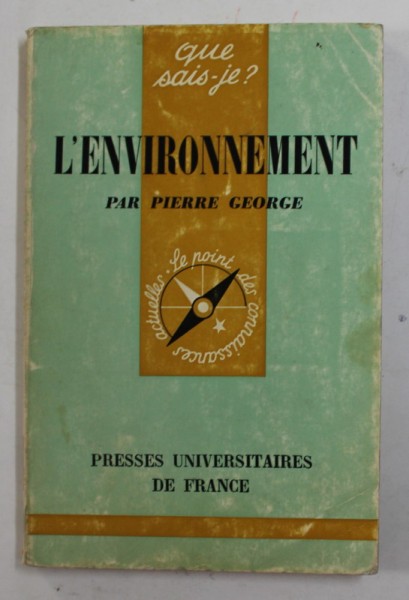 que
sais-je?
L'ENVIRONNEMENT
PAR PIERRE GEORGE
Le point des connaissances actuelles
PRESSES UNIVERSITAIRES
DE FRANCE